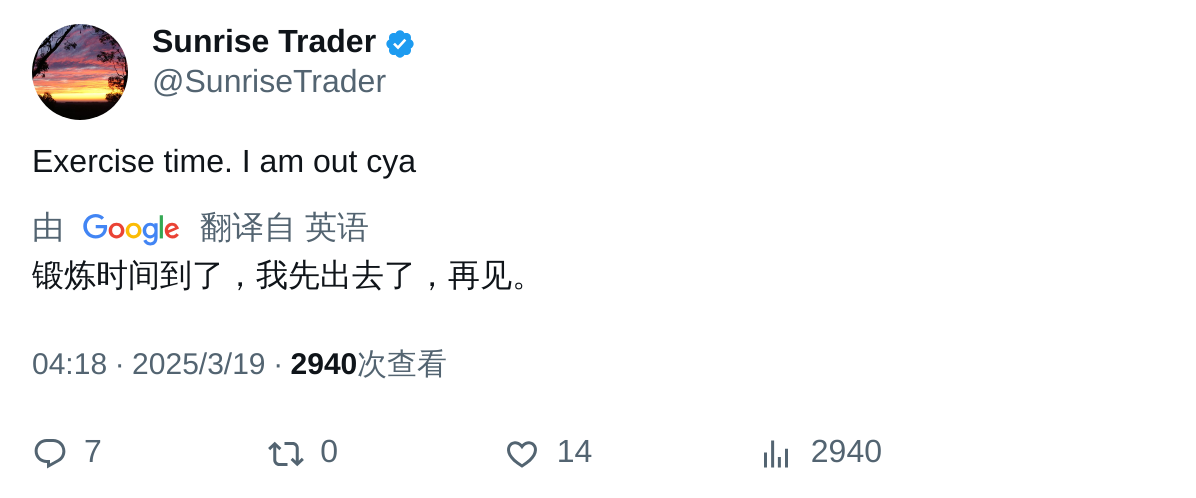 Sunrise Trader
@SunriseTrader
Exercise time. I am out cya
由 Google 翻译自 英语
锻炼时间到了，我先出去了，再见。
04:18 · 2025/3/19 · 2940次查看
7 0 14 2940